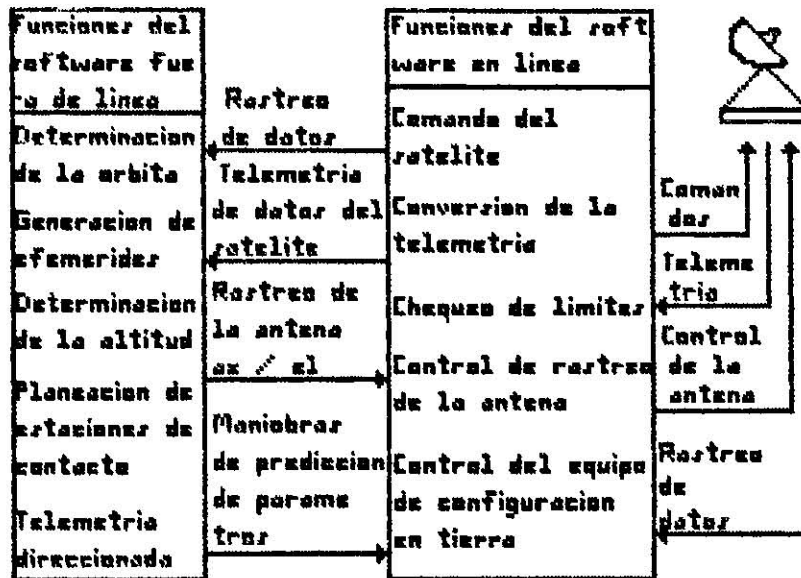 Funciones del
software fue
ra de linea
Determinacion
de la orbita
Generacion de
efemerides
Determinacion
de la altitud
Planeacion de
estaciones de
contacto
Telemetria
direccionada
Rastreo
de datos
Telemetria
de datos del
satelite
Rastreo de
la antena
az / el
Maniobras
de prediccion
de parame
tros
Funciones del soft
ware en linea
Comando del
satelite
Conversion de la
telemetria
Chequeo de limites
Control de rastreo
de la antena
Control del equipo
de configuracion
en tierra
Coman
dos
Teleme
tria
Control
de la
antena
Rastreo
de
datos